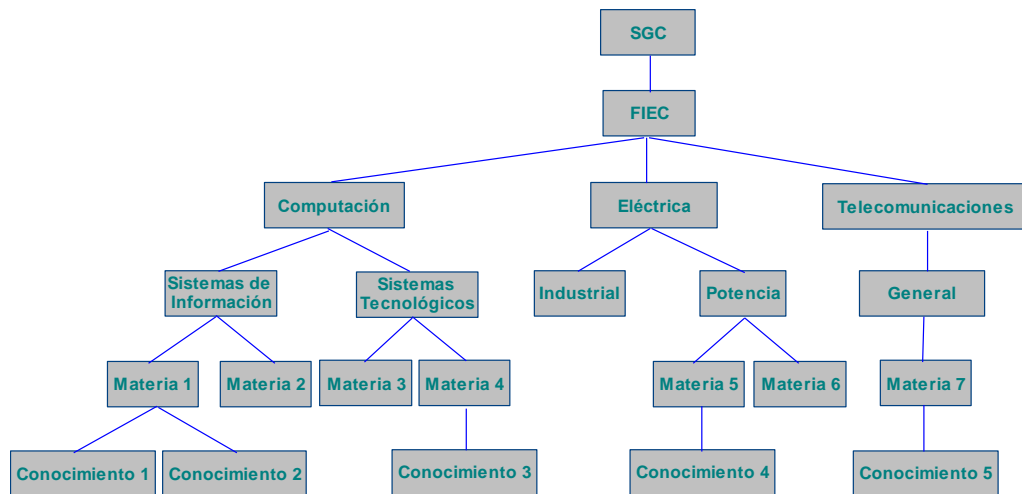 SGC
FIEC
Computación
Eléctrica
Telecomunicaciones
Sistemas de
Información
Sistemas
Tecnológicos
Industrial
Potencia
General
Materia 1
Materia 2
Materia 3
Materia 4
Materia 5
Materia 6
Materia 7
Conocimiento 1
Conocimiento 2
Conocimiento 3
Conocimiento 4
Conocimiento 5